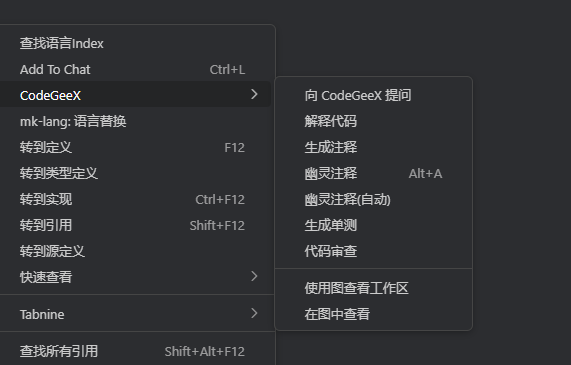 查找语言Index
Add To Chat Ctrl+L
CodeGeeX
mk-lang: 语言替换
转到定义 F12
转到类型定义
转到实现 Ctrl+F12
转到引用 Shift+F12
转到源定义
快速查看
Tabnine
查找所有引用 Shift+Alt+F12
向 CodeGeeX 提问
解释代码
生成注释
幽灵注释 Alt+A
幽灵注释(自动)
生成单测
代码审查
使用图查看工作区
在图中查看